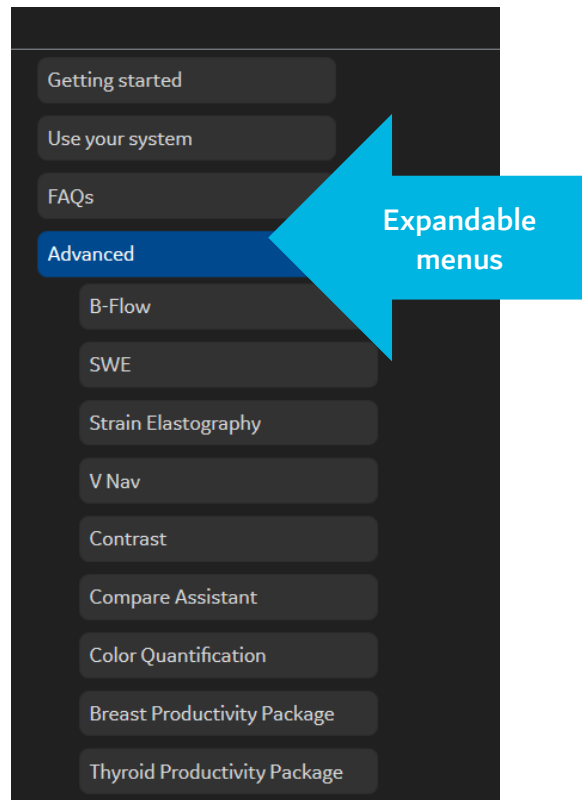 Getting started
Use your system
FAQs
Advanced
Expandable
menus
B-Flow
SWE
Strain Elastography
V Nav
Contrast
Compare Assistant
Color Quantification
Breast Productivity Package
Thyroid Productivity Package